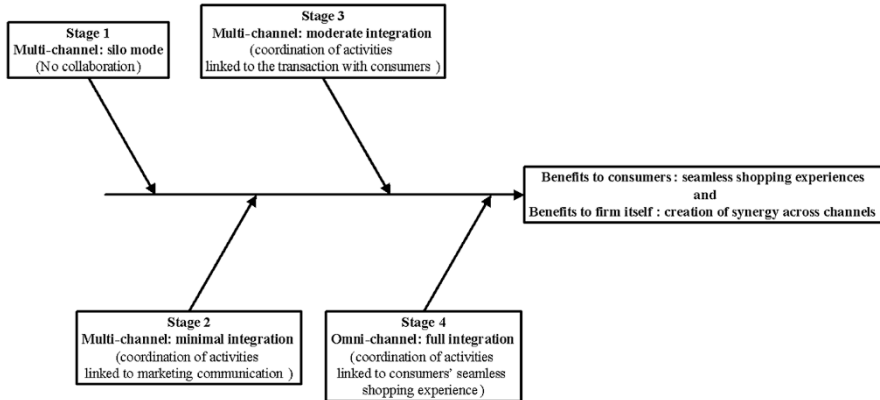 Stage 1
Multi-channel: silo mode
(No collaboration )
Stage 3
Multi-channel: moderate integration
(coordination of activities
linked to the transaction with consumers )
Benefits to consumers : seamless shopping experiences
and
Benefits to firm itself : creation of synergy across channels
Stage 2
Multi-channel: minimal integration
(coordination of activities
linked to marketing communication )
Stage 4
Omni-channel: full integration
(coordination of activities
linked to consumers’ seamless
shopping experience )